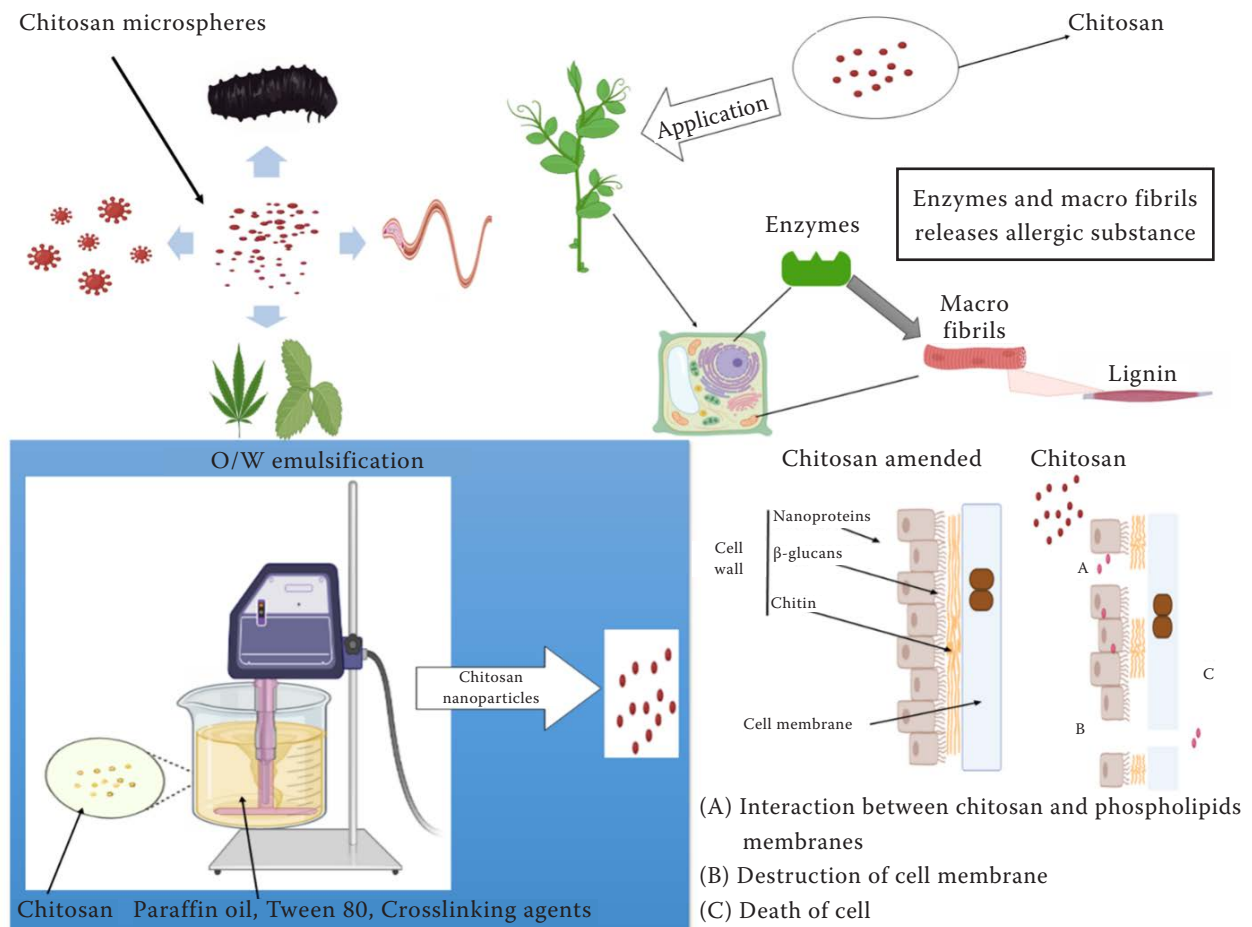 Chitosan microspheres
Chitosan
Application
Enzymes and macro fibrils
releases allergic substance
Enzymes
Macro
fibrils
Lignin
O/W emulsification
Chitosan
nanoparticles
Chitosan
Paraffin oil, Tween 80, Crosslinking agents
Chitosan amended
Chitosan
Cell
wall
Nanoproteins
β-glucans
Chitin
Cell membrane
A
B
C
(A) Interaction between chitosan and phospholipids
membranes
(B) Destruction of cell membrane
(C) Death of cell